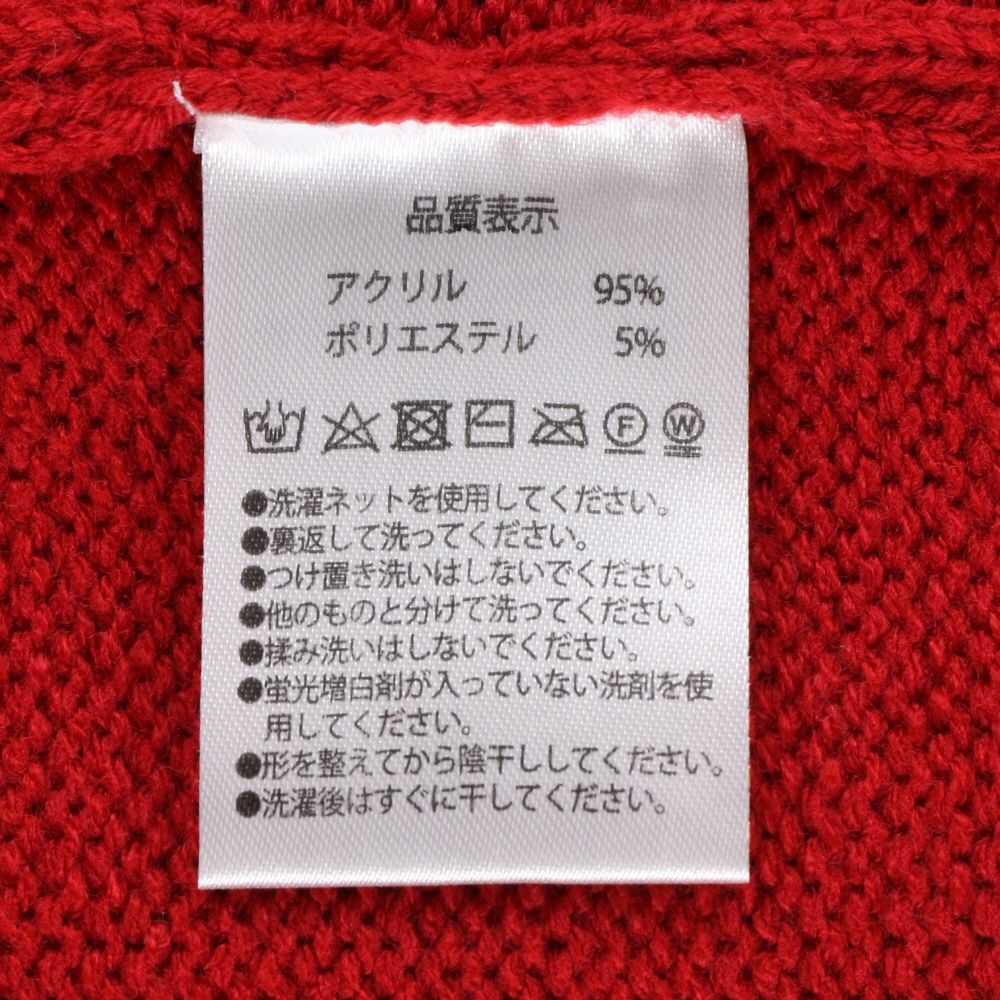 品質表示
アクリル 95%
ポリエステル 5%
F W
●洗濯ネットを使用してください。
●裏返して洗ってください。
●つけ置き洗いはしないでください。
●他のものと分けて洗ってください。
●揉み洗いはしないでください。
●蛍光増白剤が入っていない洗剤を使
用してください。
●形を整えてから陰干ししてください。
●洗濯後はすぐに干してください。